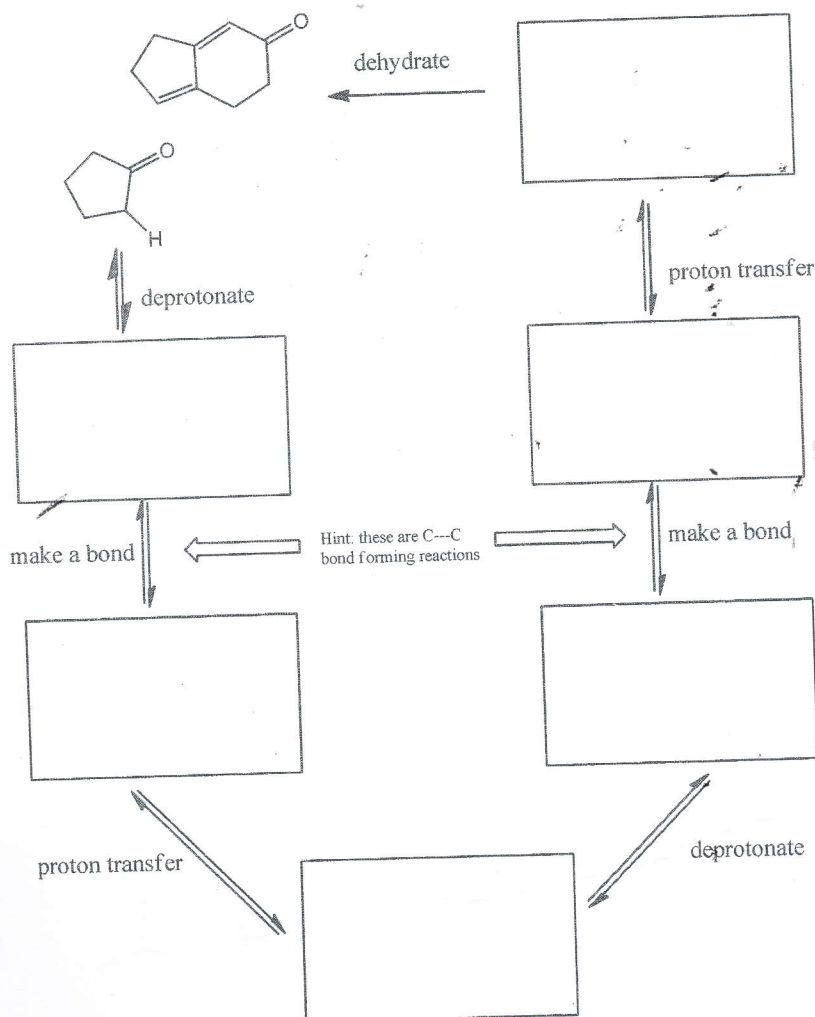 O
dehydrate
O
H
deprotonate
proton transfer
make a bond
Hint: these are C---C
bond forming reactions
make a bond
proton transfer
deprotonate